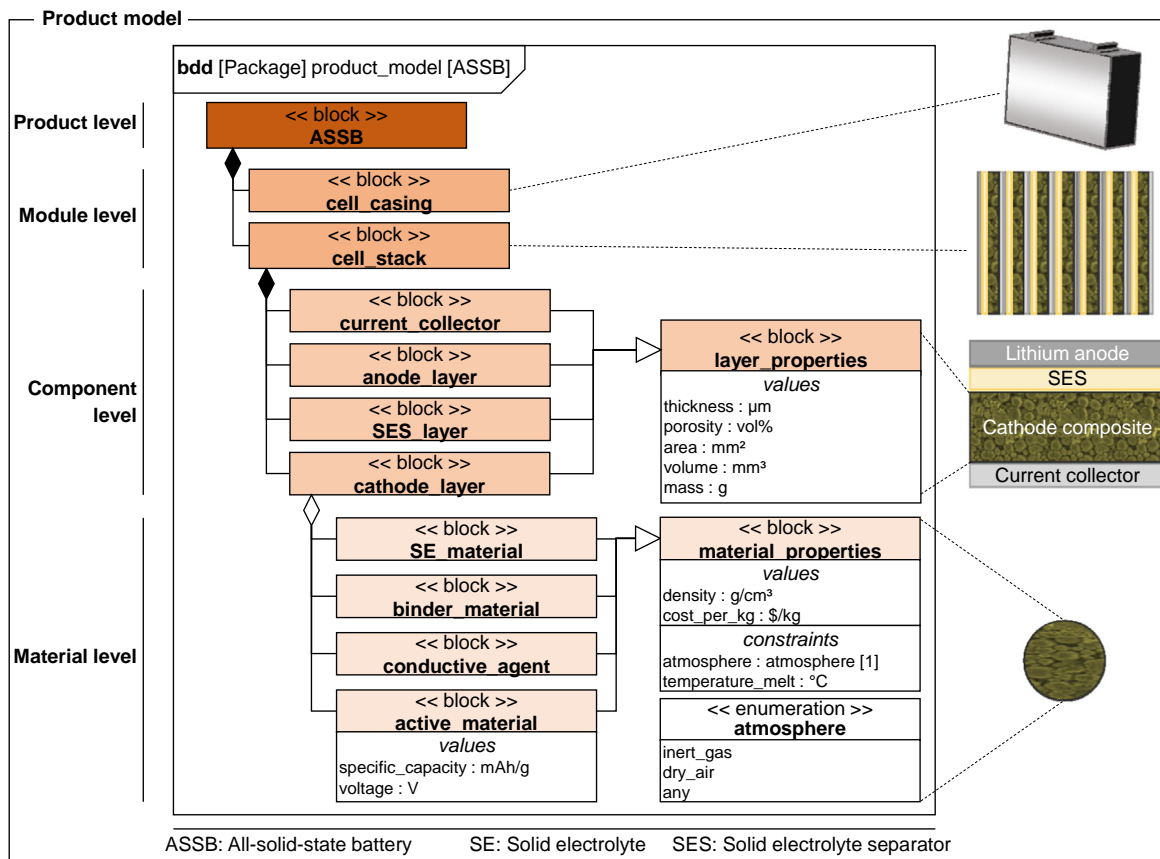 Product model
bdd [Package] product_model [ASSB]
Product level
<< block >>
ASSB
Module level
<< block >>
cell_casing
<< block >>
cell_stack
Component
level
<< block >>
current_collector
<< block >>
anode_layer
<< block >>
SES_layer
<< block >>
cathode_layer
<< block >>
layer_properties
values
thickness : µm
porosity : vol%
area : mm²
volume : mm³
mass : g
Lithium anode
SES
Cathode composite
Current collector
Material level
<< block >>
SE_material
<< block >>
binder_material
<< block >>
conductive_agent
<< block >>
active_material
values
specific_capacity : mAh/g
voltage : V
<< block >>
material_properties
values
density : g/cm³
cost_per_kg : $/kg
constraints
atmosphere : atmosphere [1]
temperature_melt : °C
<< enumeration >>
atmosphere
inert_gas
dry_air
any
ASSB: All-solid-state battery SE: Solid electrolyte SES: Solid electrolyte separator